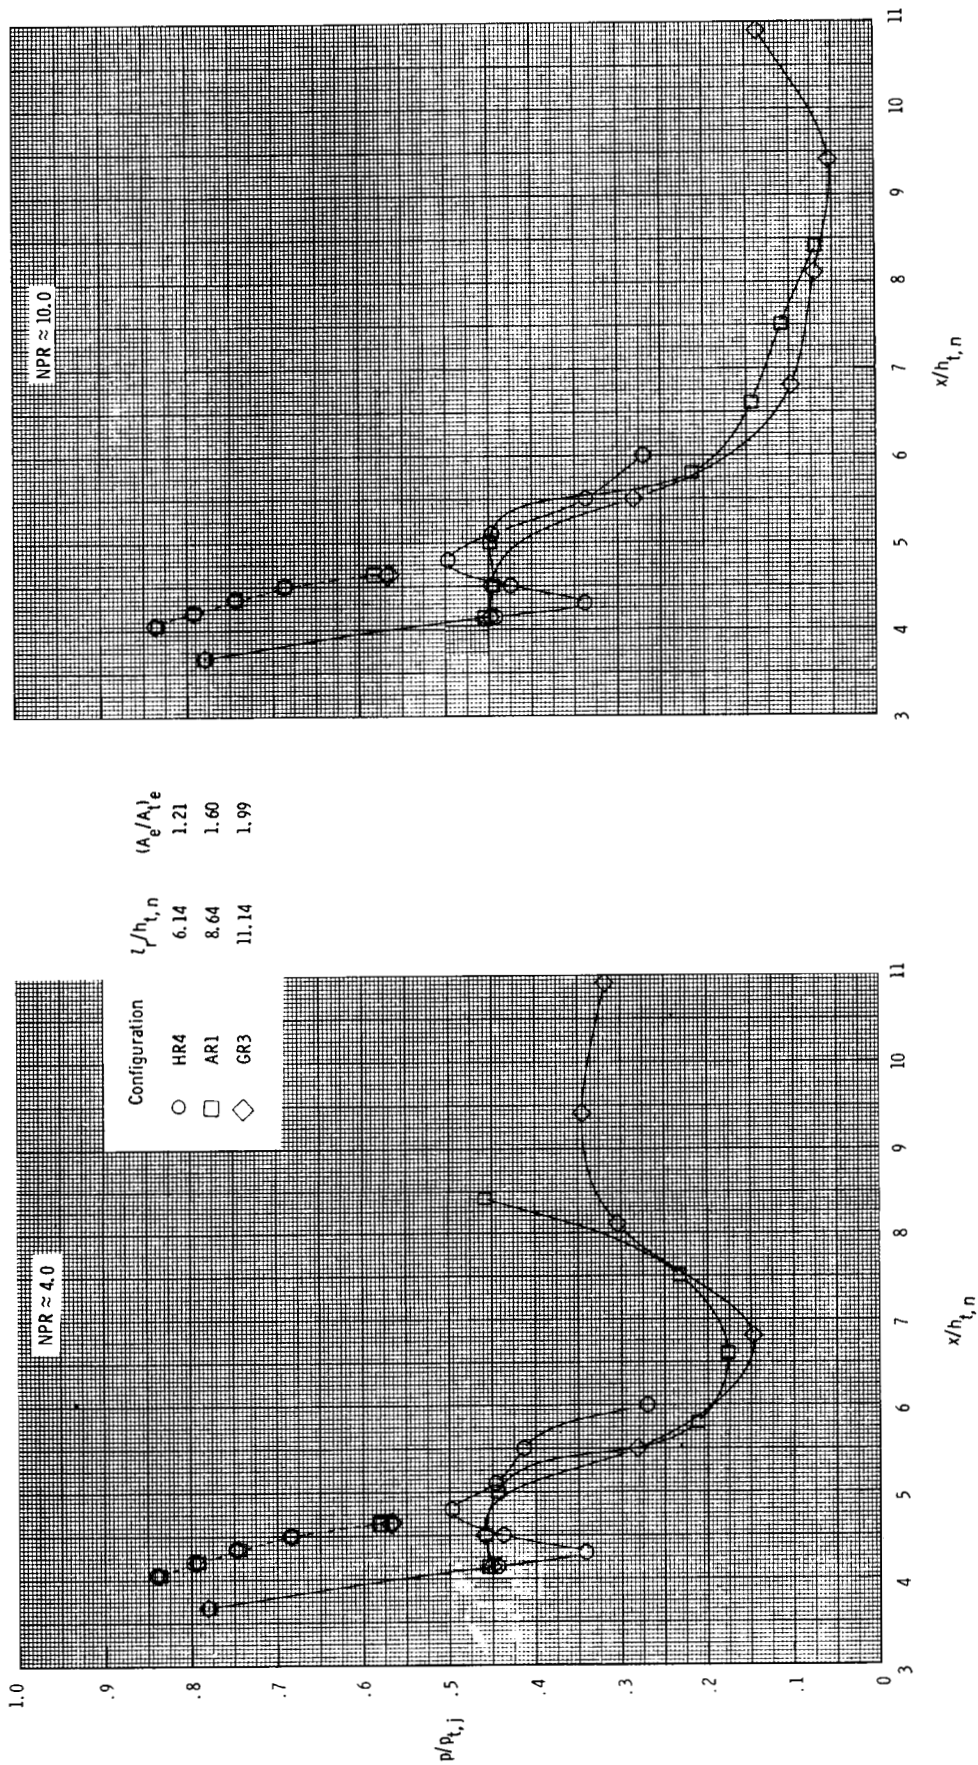 NPR ≈ 4.0
Configuration l_r/h_t,n (A_e/A_t)_e
HR4 6.14 1.21
AR1 8.64 1.60
GR3 11.14 1.99
p/p_t,j
1.0
.9
.8
.7
.6
.5
.4
.3
.2
.1
0
3 4 5 6 7 8 9 10 11
x/h_t,n
NPR ≈ 10.0
3 4 5 6 7 8 9 10 11
x/h_t,n